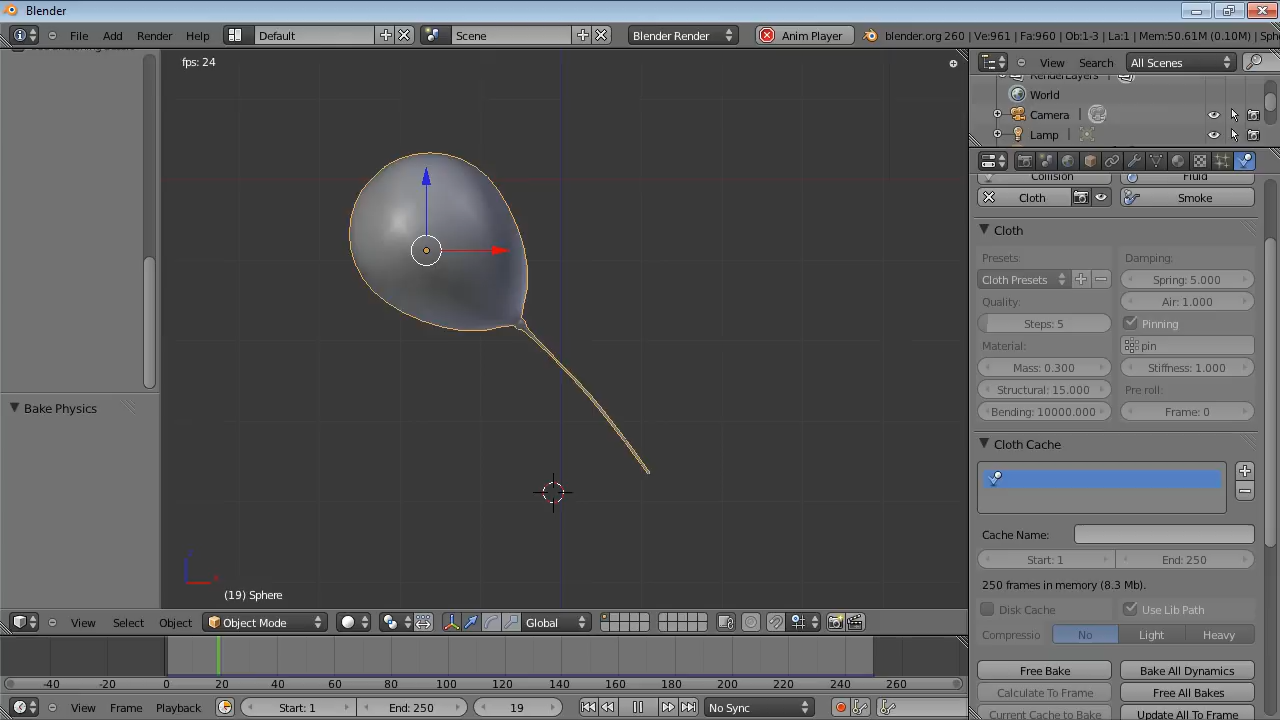 Blender
File Add Render Help Default Scene Blender Render Anim Player blender.org 260 | Ve:961 | Fa:960 | Ob:1-3 | La:1 | Mem:50.61M (0.10M) | Sph
fps: 24
View Search All Scenes
RenderLayers |
World
Camera |
Lamp |
Collision Fluid
Cloth Smoke
Cloth
Presets: Damping:
Cloth Presets Spring: 5.000
Quality: Air: 1.000
Steps: 5 Pinning
Material: pin
Mass: 0.300 Stiffness: 1.000
Structural: 15.000 Pre roll:
Bending: 10000.000 Frame: 0
Bake Physics
Cloth Cache
Cache Name:
Start: 1 End: 250
250 frames in memory (8.3 Mb).
Disk Cache Use Lib Path
Compressio No Light Heavy
Free Bake Bake All Dynamics
Calculate To Frame Free All Bakes
Current Cache to Bake Update All To Frame
(19) Sphere
View Select Object Object Mode Global
-40 -20 0 20 40 60 80 100 120 140 160 180 200 220 240 260
View Frame Playback Start: 1 End: 250 19 No Sync